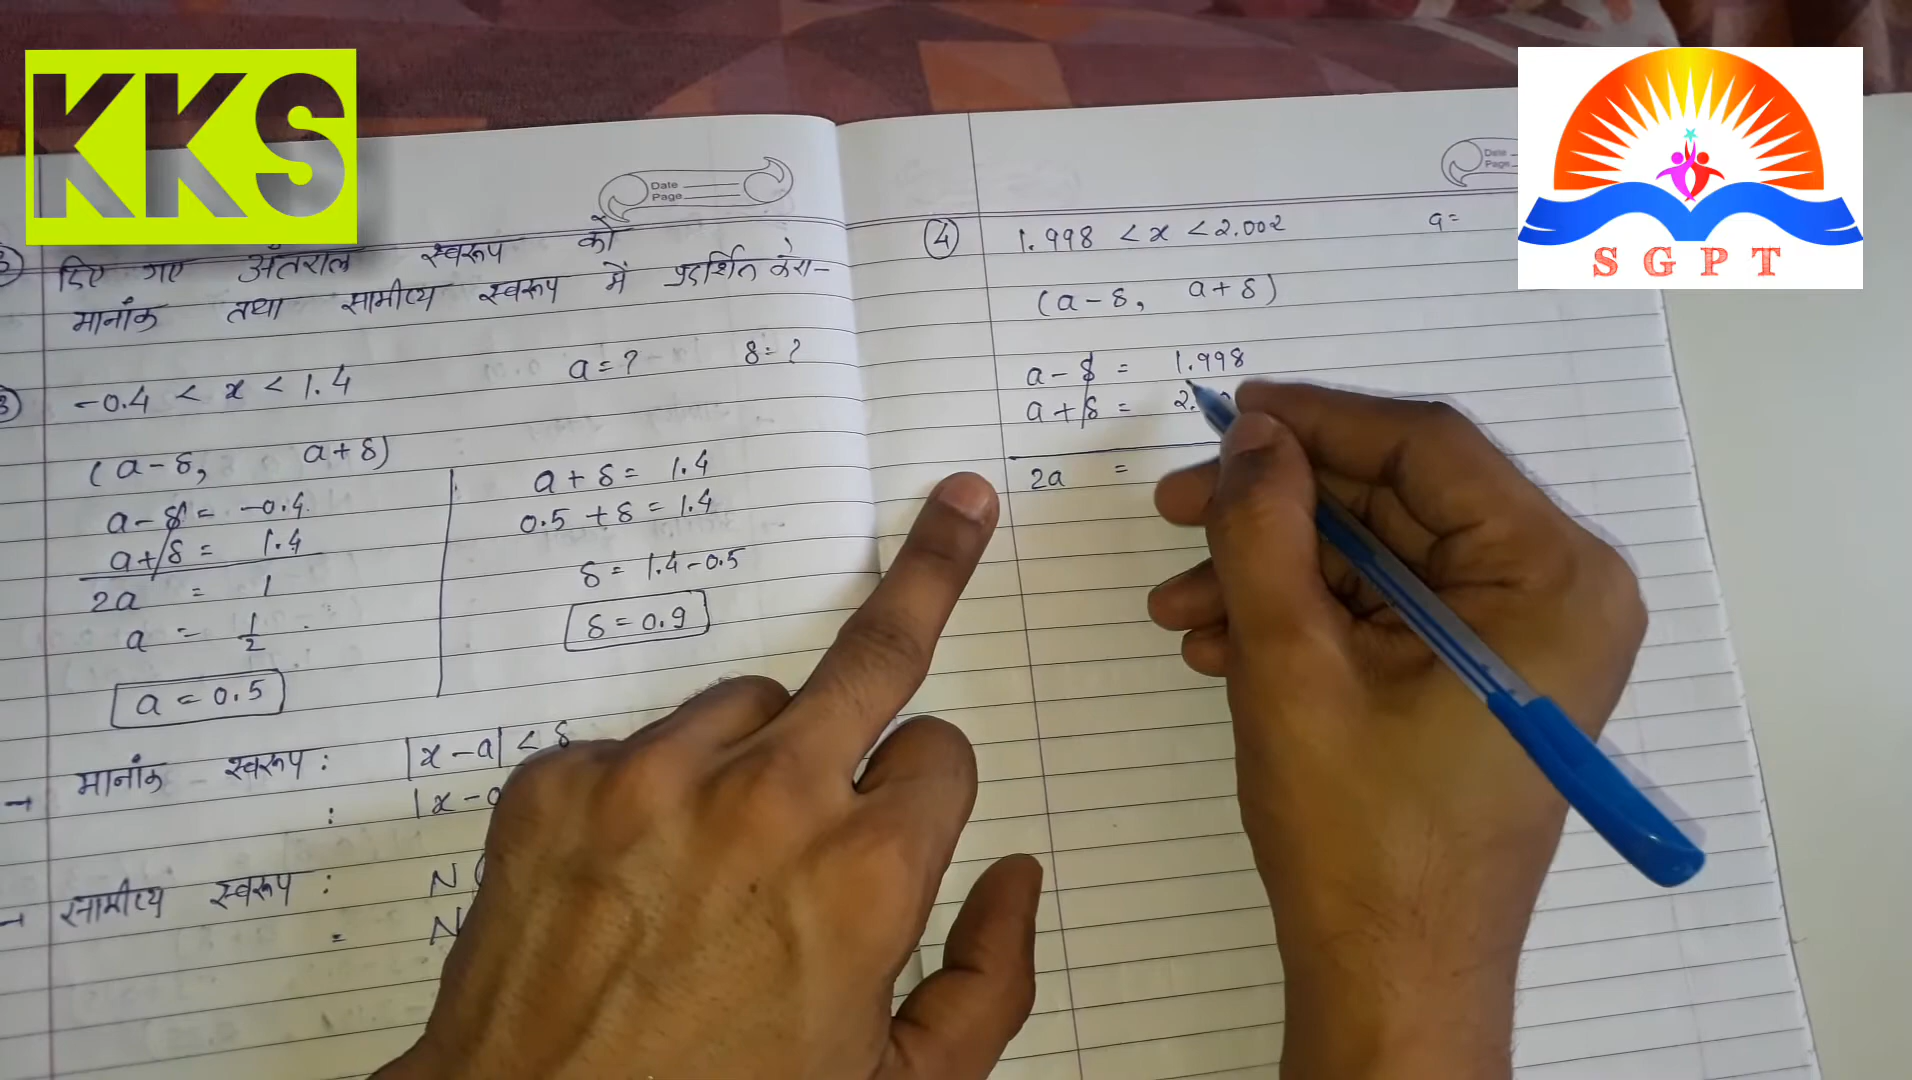 KKS
SGPT
Date
Page
दिए गए अंतराल स्वरूप को
मानांक तथा सामीप्य स्वरूप में प्रदर्शित करो-
-0.4 < x < 1.4 a = ? δ = ?
(a-δ, a+δ)
a-δ = -0.4
a+δ = 1.4
2a = 1
a = 1/2
a = 0.5
a + δ = 1.4
0.5 + δ = 1.4
δ = 1.4 - 0.5
δ = 0.9
→ मानांक स्वरूप : |x-a| < δ
: |x-a
→ सामीप्य स्वरूप : N(
= N
Date
Page
④ 1.998 < x < 2.002 a=
(a-δ, a+δ)
a-δ = 1.998
a+δ = 2.
2a =